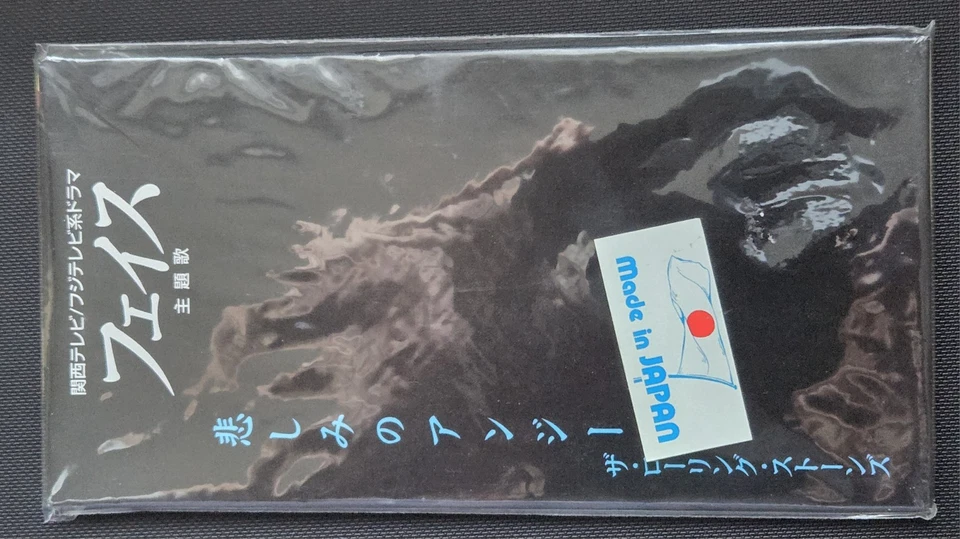 関西テレビ/フジテレビ系ドラマ
フェイス
主題歌
悲しみのアンジー
ザ・ローリング・ストーンズ
made in JAPAN